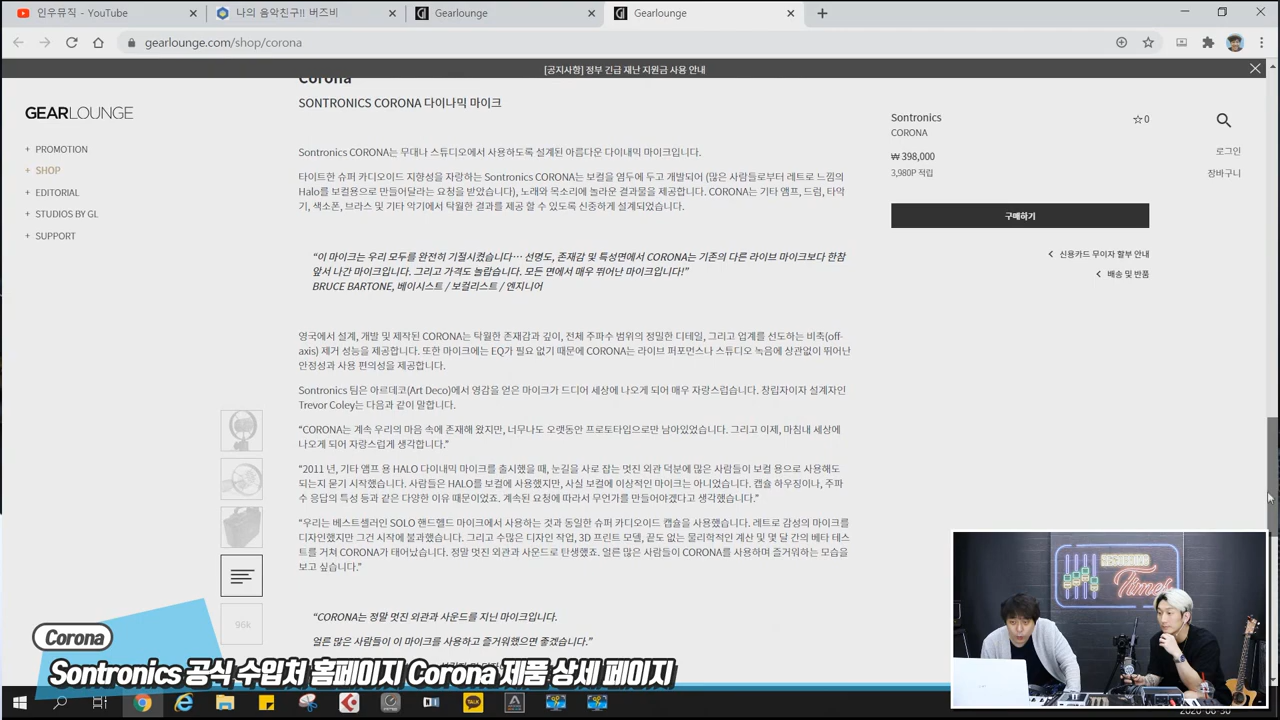 인우뮤직 - YouTube
나의 음악친구!! 버즈비
Gearlounge
Gearlounge
gearlounge.com/shop/corona
[공지사항] 정부 긴급 재난 지원금 사용 안내
GEARLOUNGE
+ PROMOTION
+ SHOP
+ EDITORIAL
+ STUDIOS BY GL
+ SUPPORT
Corona
SONTRONICS CORONA 다이나믹 마이크
Sontronics CORONA는 무대나 스튜디오에서 사용하도록 설계된 아름다운 다이내믹 마이크입니다.
타이트한 슈퍼 카디오이드 지향성을 자랑하는 Sontronics CORONA는 보컬을 염두에 두고 개발되어 (많은 사람들로부터 레트로 느낌의
Halo를 보컬용으로 만들어달라는 요청을 받았습니다), 노래와 목소리에 놀라운 결과물을 제공합니다. CORONA는 기타 앰프, 드럼, 타악
기, 색소폰, 브라스 및 기타 악기에서 탁월한 결과를 제공 할 수 있도록 신중하게 설계되었습니다.
“이 마이크는 우리 모두를 완전히 기절시켰습니다… 선명도, 존재감 및 특성면에서 CORONA는 기존의 다른 라이브 마이크보다 한참
앞서 나간 마이크입니다. 그리고 가격도 놀랍습니다. 모든 면에서 매우 뛰어난 마이크입니다!”
BRUCE BARTONE, 베이시스트 / 보컬리스트 / 엔지니어
영국에서 설계, 개발 및 제작된 CORONA는 탁월한 존재감과 깊이, 전체 주파수 범위의 정밀한 디테일, 그리고 업계를 선도하는 비축(off-
axis) 제거 성능을 제공합니다. 또한 마이크에는 EQ가 필요 없기 때문에 CORONA는 라이브 퍼포먼스나 스튜디오 녹음에 상관없이 뛰어난
안정성과 사용 편의성을 제공합니다.
Sontronics 팀은 아르데코(Art Deco)에서 영감을 얻은 마이크가 드디어 세상에 나오게 되어 매우 자랑스럽습니다. 창립자이자 설계자인
Trevor Coley는 다음과 같이 말합니다.
“CORONA는 계속 우리의 마음 속에 존재해 왔지만, 너무나도 오랫동안 프로토타입으로만 남아있었습니다. 그리고 이제, 마침내 세상에
나오게 되어 자랑스럽게 생각합니다.”
“2011 년, 기타 앰프 용 HALO 다이내믹 마이크를 출시했을 때, 눈길을 사로 잡는 멋진 외관 덕분에 많은 사람들이 보컬 용으로 사용해도
되는지 묻기 시작했습니다. 사람들은 HALO를 보컬에 사용했지만, 사실 보컬에 이상적인 마이크는 아니었습니다. 캡슐 하우징이나, 주파
수 응답의 특성 등과 같은 다양한 이유 때문이었죠. 계속된 요청에 따라서 무언가를 만들어야겠다고 생각했습니다.”
“우리는 베스트셀러인 SOLO 핸드헬드 마이크에서 사용하는 것과 동일한 슈퍼 카디오이드 캡슐을 사용했습니다. 레트로 감성의 마이크를
디자인했지만 그건 시작에 불과했습니다. 그리고 수많은 디자인 작업, 3D 프린트 모델, 끝도 없는 물리학적인 계산 및 몇 달 간의 베타 테스
트를 거쳐 CORONA가 태어났습니다. 정말 멋진 외관과 사운드로 탄생했죠. 얼른 많은 사람들이 CORONA를 사용하며 즐거워하는 모습을
보고 싶습니다.”
“CORONA는 정말 멋진 외관과 사운드를 지닌 마이크입니다.
얼른 많은 사람들이 이 마이크를 사용하고 즐거워했으면 좋겠습니다.”
96k
Sontronics
CORONA
☆0
₩ 398,000
3,980P 적립
구매하기
신용카드 무이자 할부 안내
배송 및 반품
로그인
장바구니
Times
Corona
Sontronics 공식 수입처 홈페이지 Corona 제품 상세 페이지
TALK